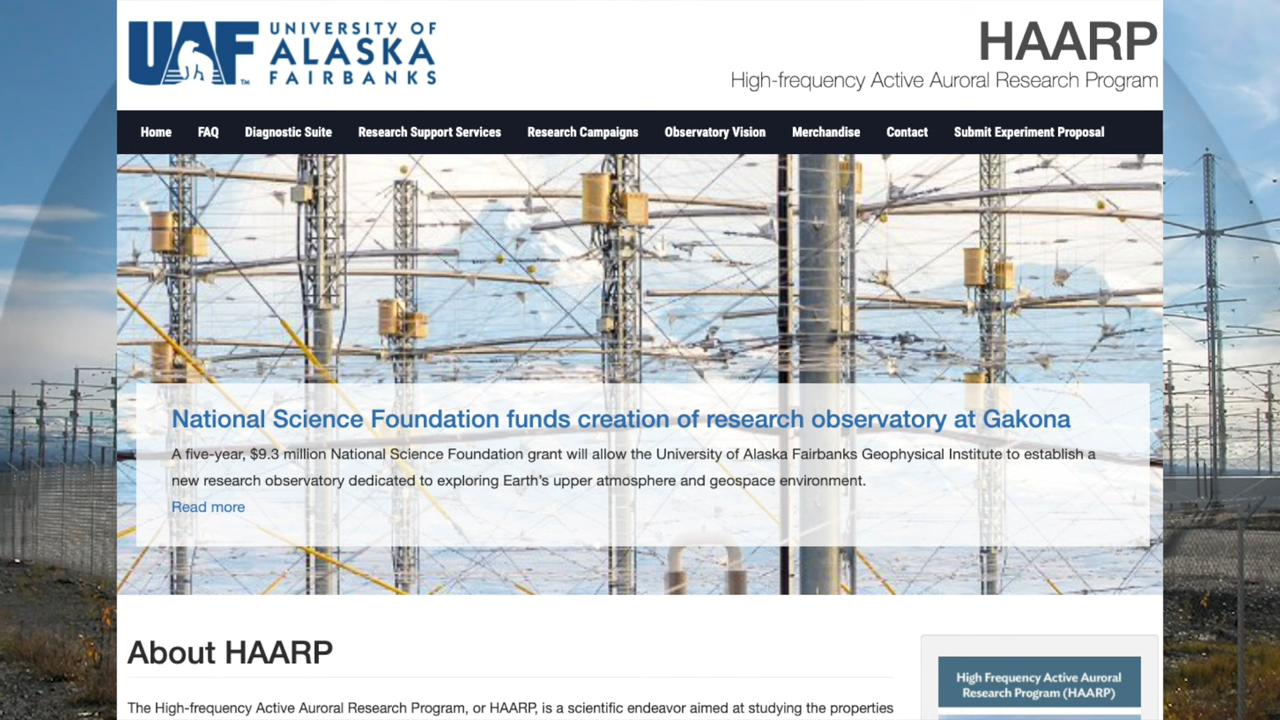 UAF™
UNIVERSITY OF
ALASKA
FAIRBANKS
HAARP
High-frequency Active Auroral Research Program
Home FAQ Diagnostic Suite Research Support Services Research Campaigns Observatory Vision Merchandise Contact Submit Experiment Proposal
National Science Foundation funds creation of research observatory at Gakona
A five-year, $9.3 million National Science Foundation grant will allow the University of Alaska Fairbanks Geophysical Institute to establish a
new research observatory dedicated to exploring Earth's upper atmosphere and geospace environment.
Read more
About HAARP
The High-frequency Active Auroral Research Program, or HAARP, is a scientific endeavor aimed at studying the properties
High Frequency Active Auroral
Research Program (HAARP)